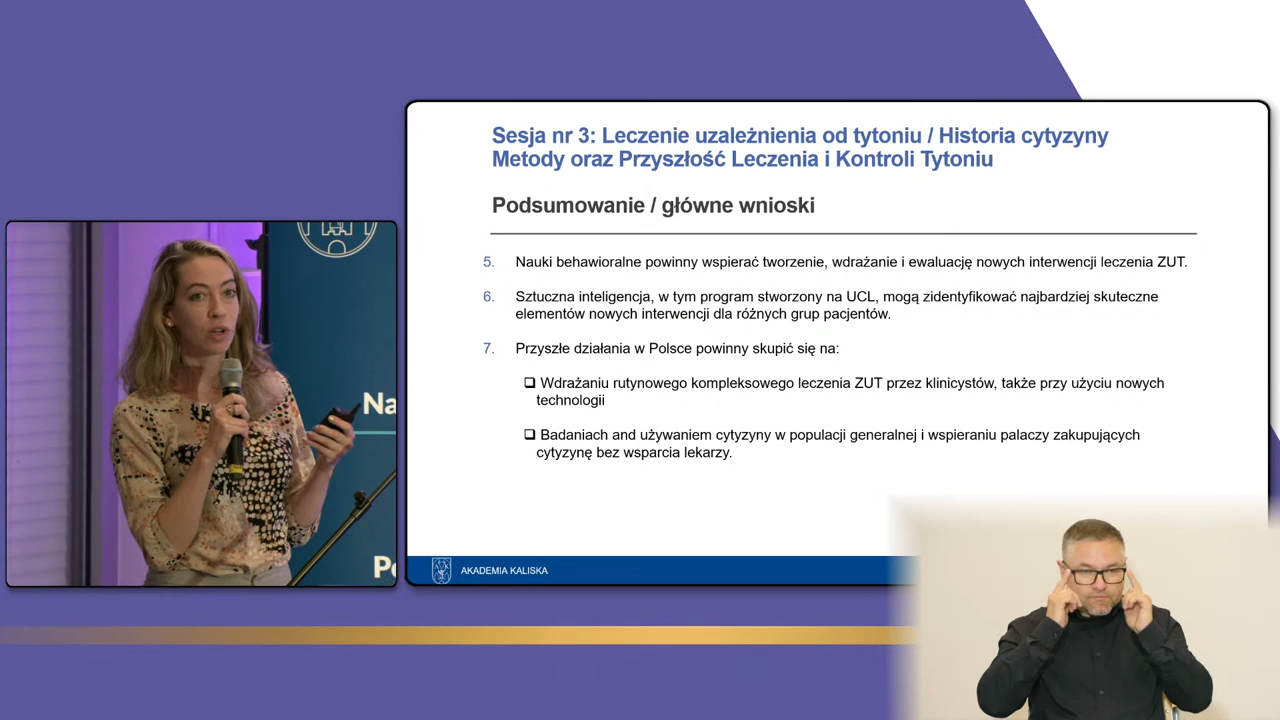 Sesja nr 3: Leczenie uzależnienia od tytoniu / Historia cytyzyny
Metody oraz Przyszłość Leczenia i Kontroli Tytoniu
Podsumowanie / główne wnioski
5. Nauki behawioralne powinny wspierać tworzenie, wdrażanie i ewaluację nowych interwencji leczenia ZUT.
6. Sztuczna inteligencja, w tym program stworzony na UCL, mogą zidentyfikować najbardziej skuteczne
elementów nowych interwencji dla różnych grup pacjentów.
7. Przyszłe działania w Polsce powinny skupić się na:
❑ Wdrażaniu rutynowego kompleksowego leczenia ZUT przez klinicystów, także przy użyciu nowych
technologii
❑ Badaniach and używaniem cytyzyny w populacji generalnej i wspieraniu palaczy zakupujących
cytyzynę bez wsparcia lekarzy.
AKADEMIA KALISKA
Na